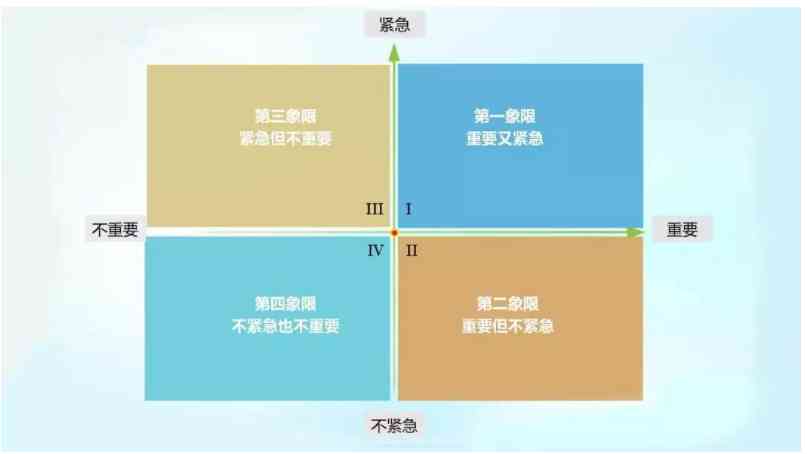 紧急
第三象限
紧急但不重要
第一象限
重要又紧急
III
I
不重要
重要
IV
II
第四象限
不紧急也不重要
第二象限
重要但不紧急
不紧急